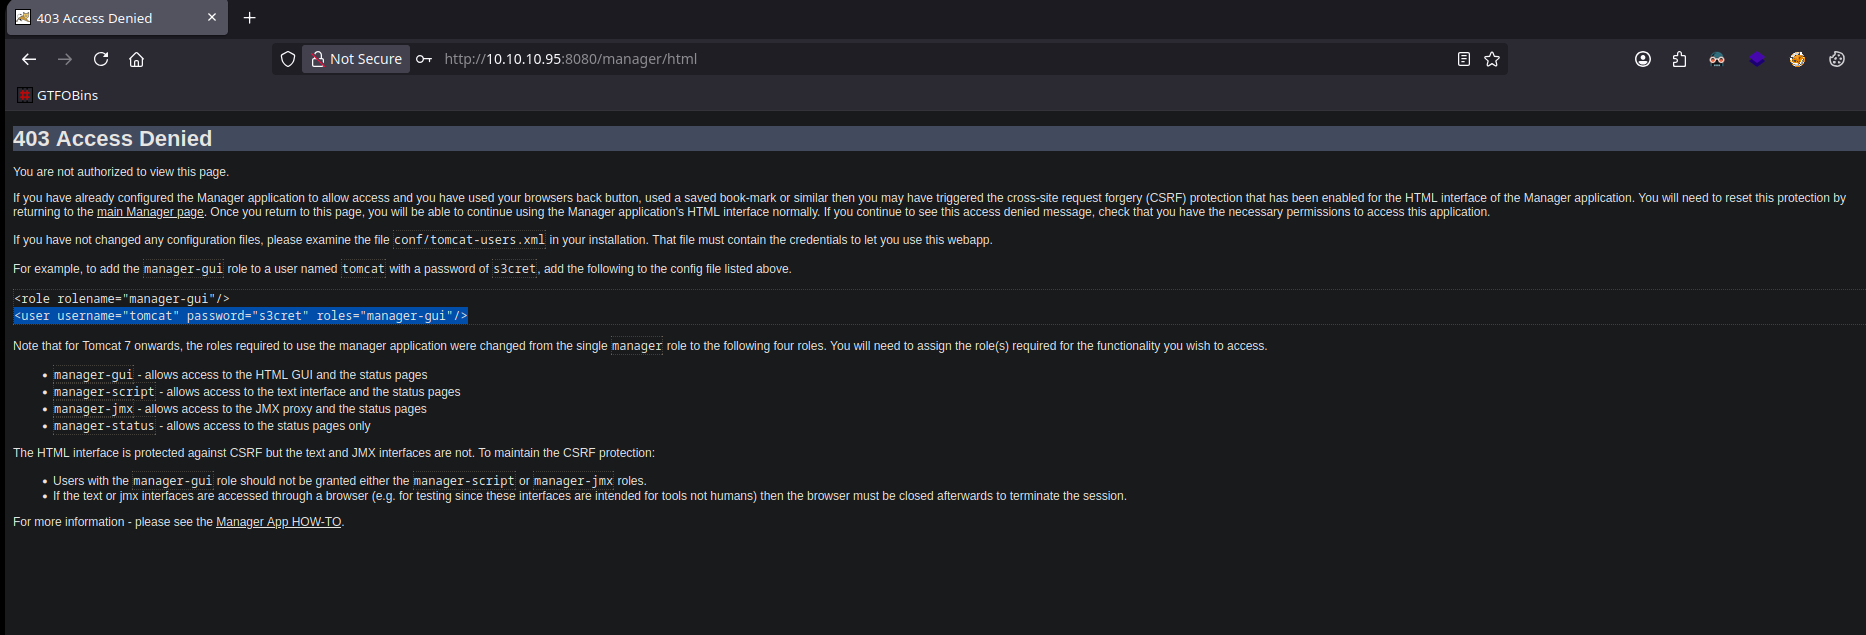 403 Access Denied
Not Secure
http://10.10.10.95:8080/manager/html
GTFOBins
403 Access Denied
You are not authorized to view this page.
If you have already configured the Manager application to allow access and you have used your browsers back button, used a saved book-mark or similar then you may have triggered the cross-site request forgery (CSRF) protection that has been enabled for the HTML interface of the Manager application. You will need to reset this protection by
returning to the main Manager page. Once you return to this page, you will be able to continue using the Manager application's HTML interface normally. If you continue to see this access denied message, check that you have the necessary permissions to access this application.
If you have not changed any configuration files, please examine the file conf/tomcat-users.xml in your installation. That file must contain the credentials to let you use this webapp.
For example, to add the manager-gui role to a user named tomcat with a password of s3cret, add the following to the config file listed above.
<role rolename="manager-gui"/>
<user username="tomcat" password="s3cret" roles="manager-gui"/>
Note that for Tomcat 7 onwards, the roles required to use the manager application were changed from the single manager role to the following four roles. You will need to assign the role(s) required for the functionality you wish to access.
• manager-gui - allows access to the HTML GUI and the status pages
• manager-script - allows access to the text interface and the status pages
• manager-jmx - allows access to the JMX proxy and the status pages
• manager-status - allows access to the status pages only
The HTML interface is protected against CSRF but the text and JMX interfaces are not. To maintain the CSRF protection:
• Users with the manager-gui role should not be granted either the manager-script or manager-jmx roles.
• If the text or jmx interfaces are accessed through a browser (e.g. for testing since these interfaces are intended for tools not humans) then the browser must be closed afterwards to terminate the session.
For more information - please see the Manager App HOW-TO.